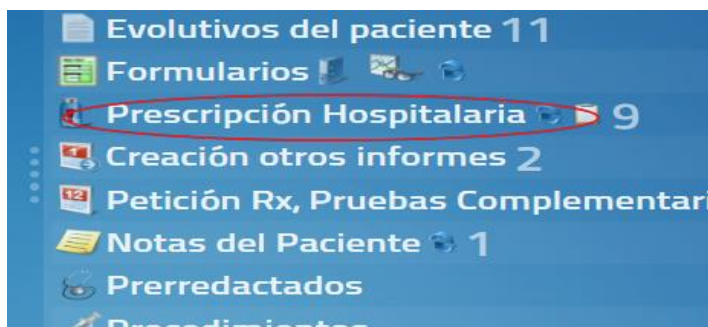 Evolutivos del paciente 11
Formularios
Prescripción Hospitalaria 9
Creación otros informes 2
Petición Rx, Pruebas Complementari
Notas del Paciente 1
Prerredactados
Procedimientos